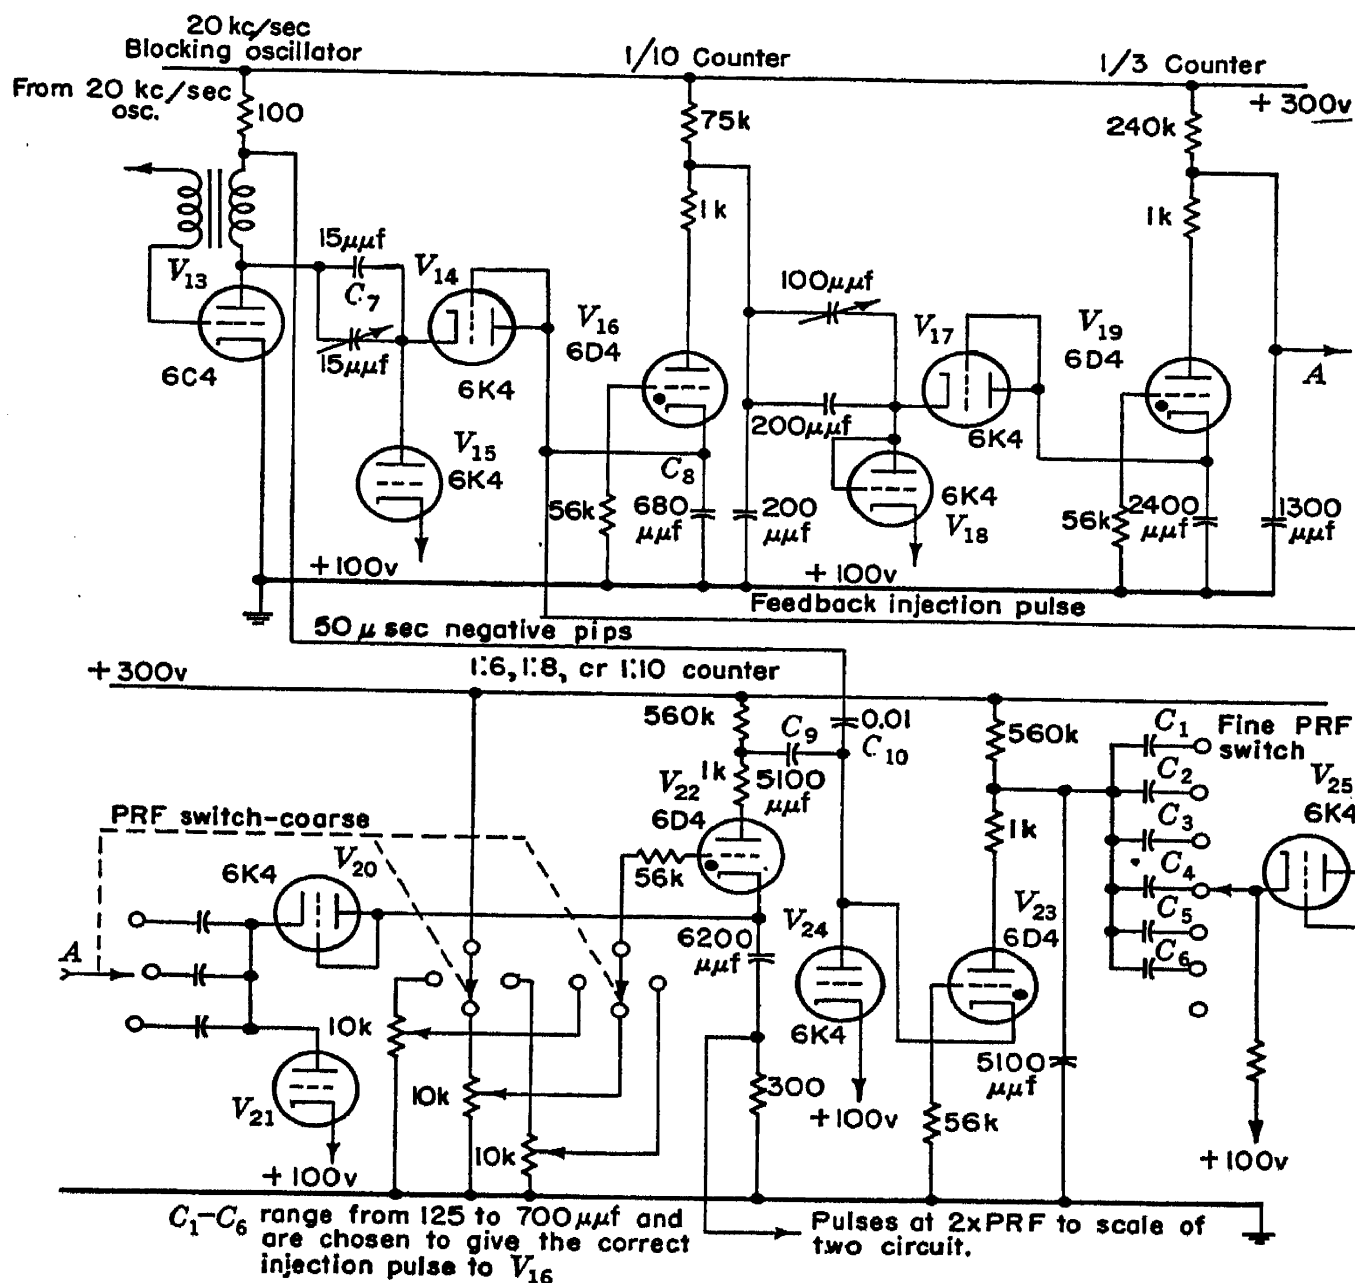 20 kc/sec
Blocking oscillator
1/10 Counter
1/3 Counter
From 20 kc/sec
osc.
+ 300v
100
75k
240k
1k
1k
15μμf
C7
V13
V14
100μμf
V16
6D4
V17
V19
6D4
15μμf
6C4
6K4
A
200μμf
6K4
V15
6K4
C8
6K4
V18
56k
680
μμf
200
μμf
56k
2400
μμf
1300
μμf
+ 100v
+ 100v
Feedback injection pulse
50 μ sec negative pips
1:6, 1:8, cr 1:10 counter
+ 300v
560k
C9
0.01
C10
560k
C1
Fine PRF
switch
1k
5100
μμf
V22
6D4
C2
V25
6K4
PRF switch-coarse
C3
1k
6K4
V20
56k
C4
V24
V23
6D4
C5
6200
μμf
C6
A
10k
6K4
10k
300
5100
μμf
V21
+ 100v
56k
10k
+ 100v
+ 100v
C1–C6 range from 125 to 700 μμf and
are chosen to give the correct
injection pulse to V16
Pulses at 2xPRF to scale of
two circuit.